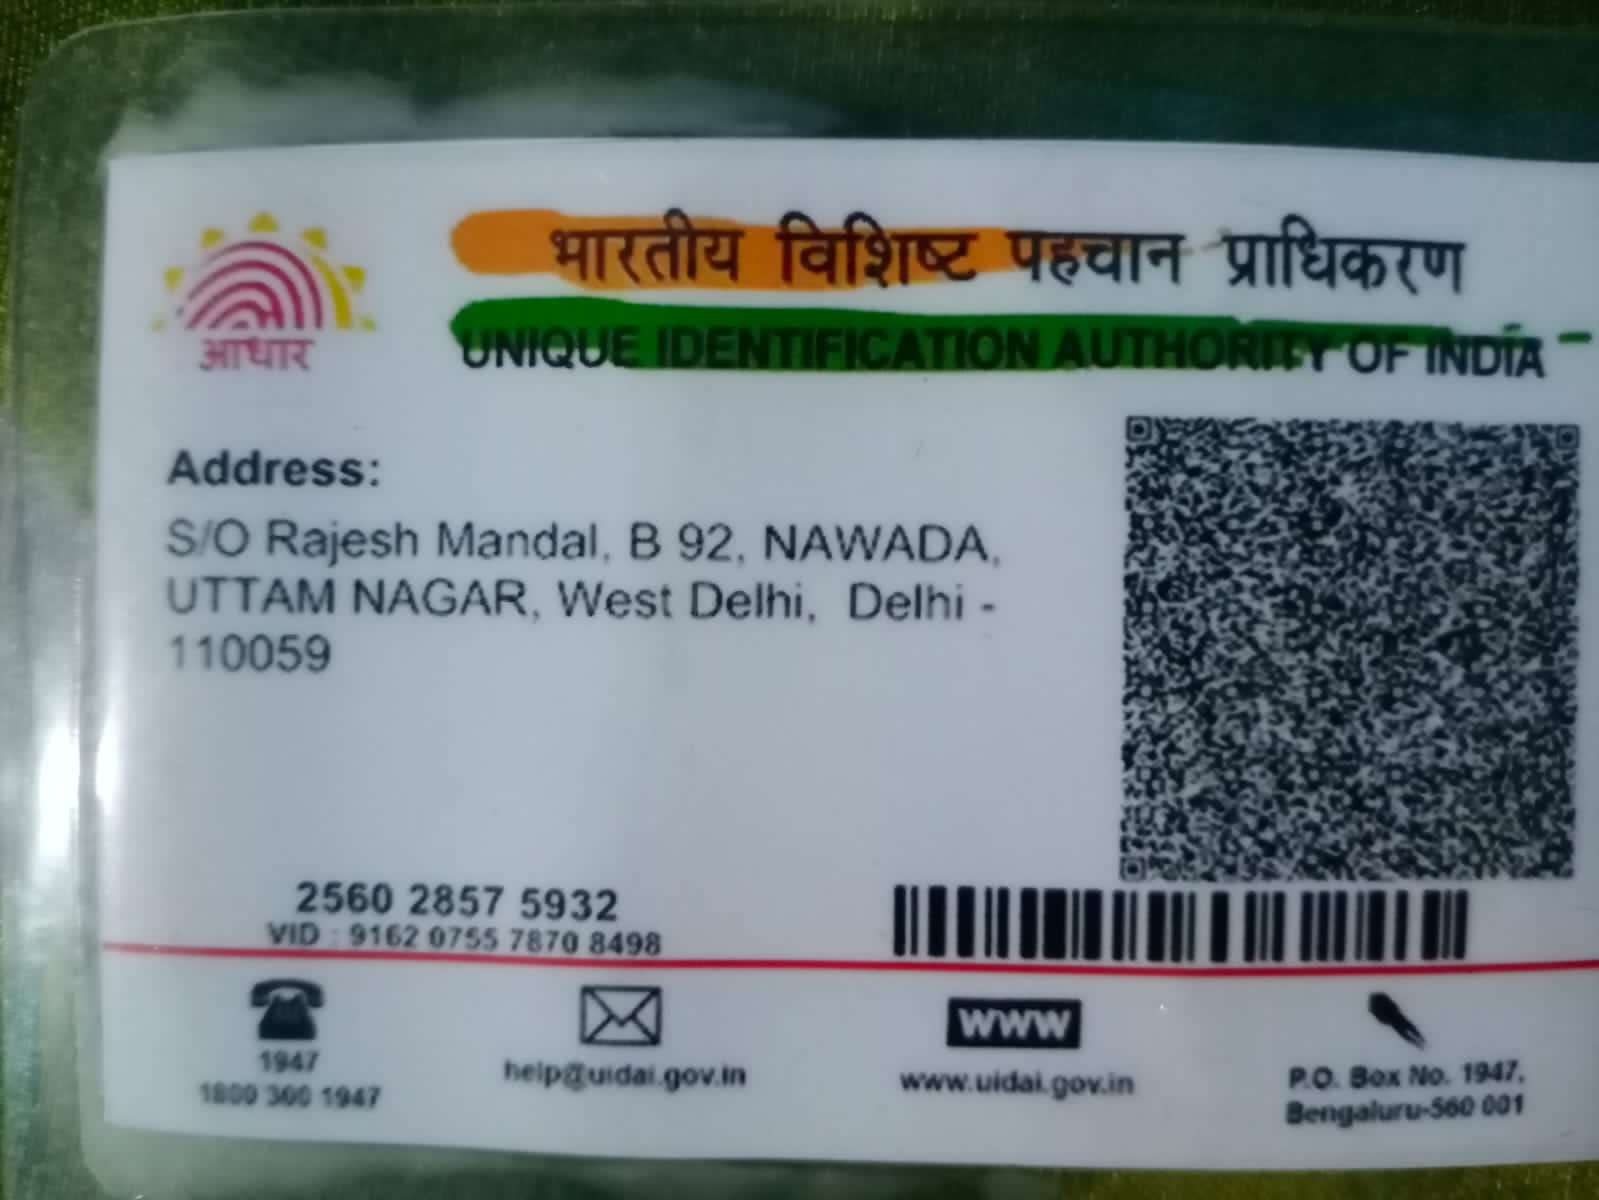 भारतीय विशिष्ट पहचान प्राधिकरण
UNIQUE IDENTIFICATION AUTHORITY OF INDIA
आधार
Address:
S/O Rajesh Mandal, B 92, NAWADA,
UTTAM NAGAR, West Delhi, Delhi -
110059
2560 2857 5932
VID : 9162 0755 7870 8498
1947
1800 300 1947
help@uidai.gov.in
www
www.uidai.gov.in
P.O. Box No. 1947,
Bengaluru-560 001